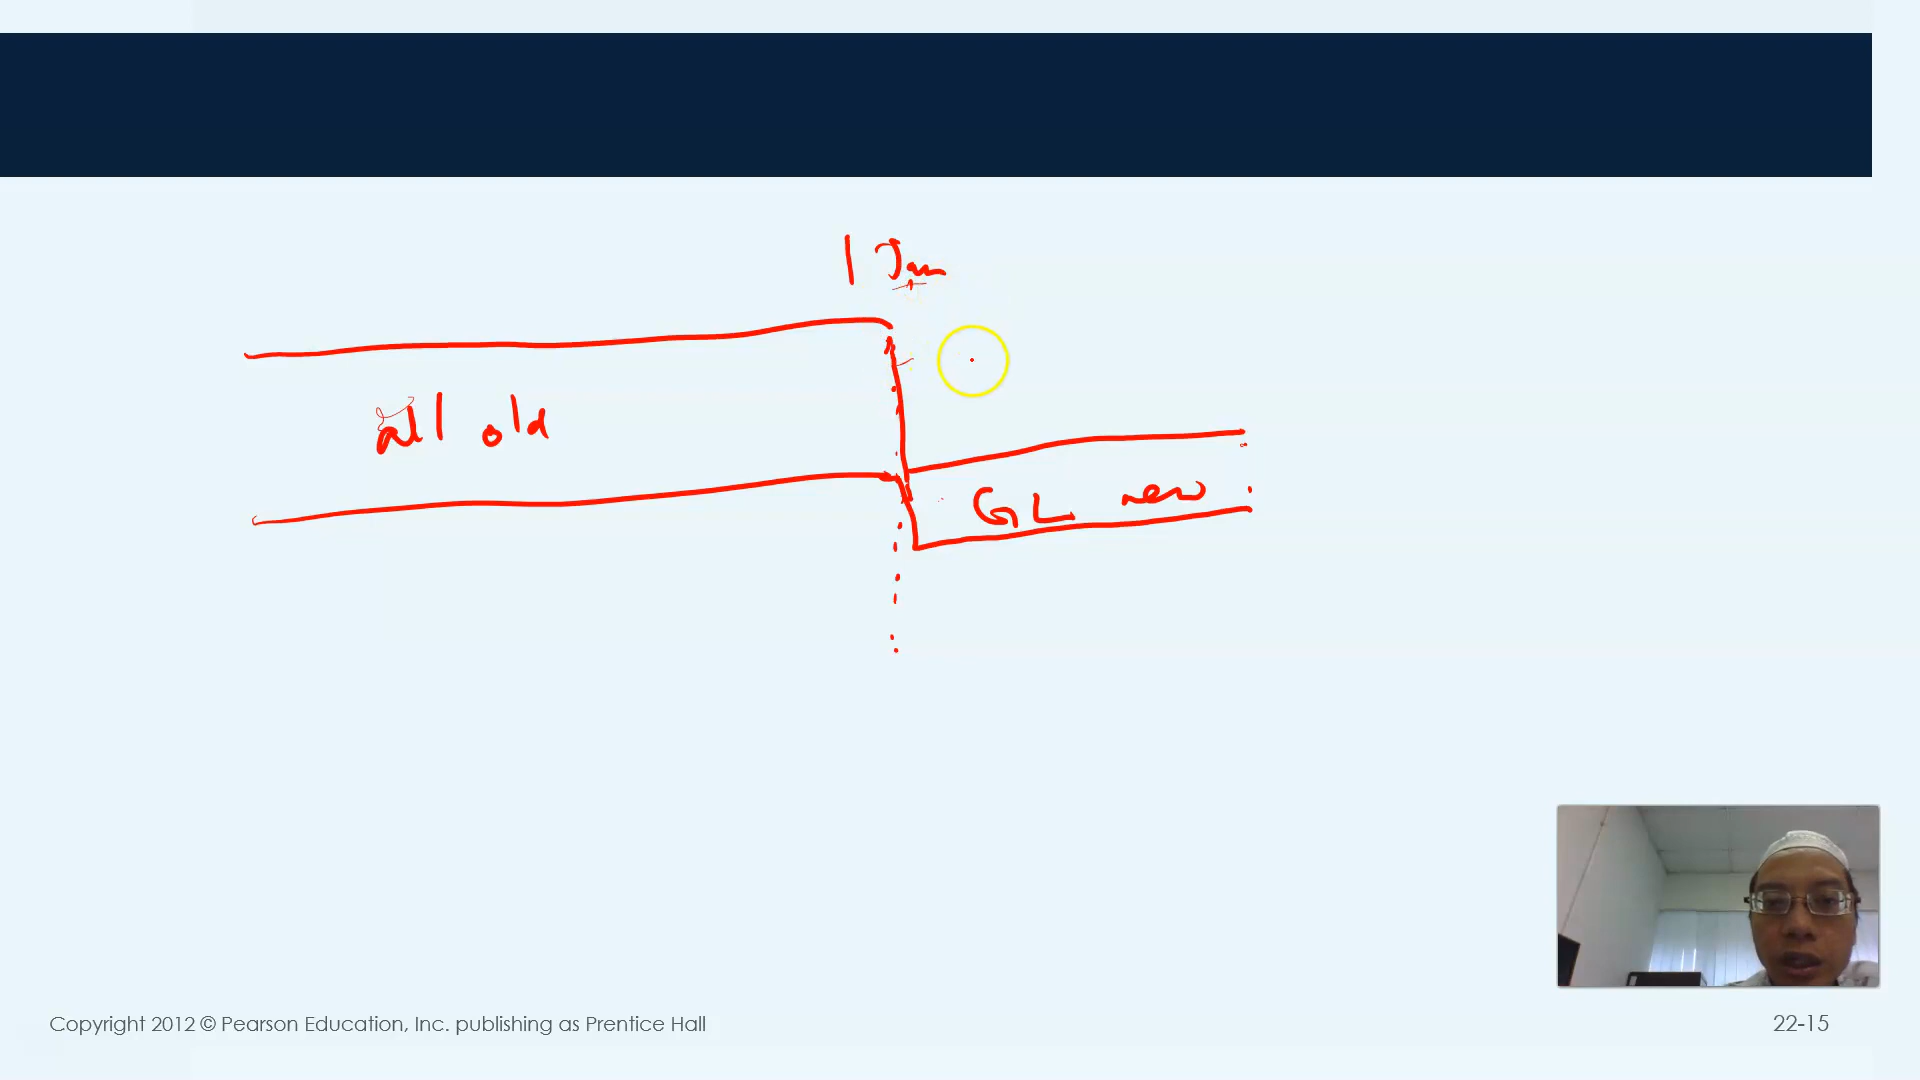 1 Jan
all old
GL new
Copyright 2012 © Pearson Education, Inc. publishing as Prentice Hall
22-15